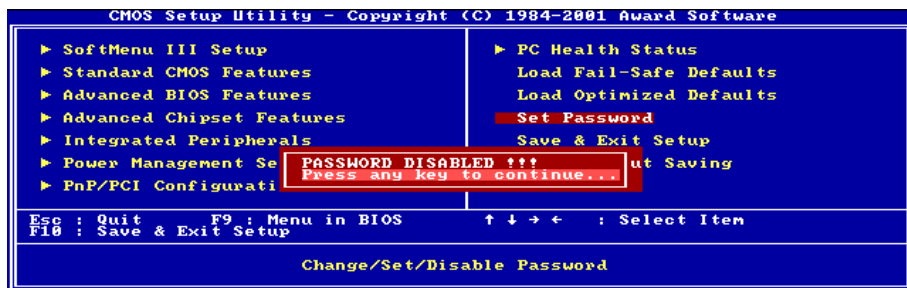 CMOS Setup Utility - Copyright (C) 1984-2001 Award Software
► SoftMenu III Setup
► Standard CMOS Features
► Advanced BIOS Features
► Advanced Chipset Features
► Integrated Peripherals
► Power Management Se
► PnP/PCI Configurati
► PC Health Status
Load Fail-Safe Defaults
Load Optimized Defaults
Set Password
Save & Exit Setup
ut Saving
PASSWORD DISABLED !!!
Press any key to continue...
Esc : Quit F9 : Menu in BIOS ↑ ↓ → ← : Select Item
F10 : Save & Exit Setup
Change/Set/Disable Password